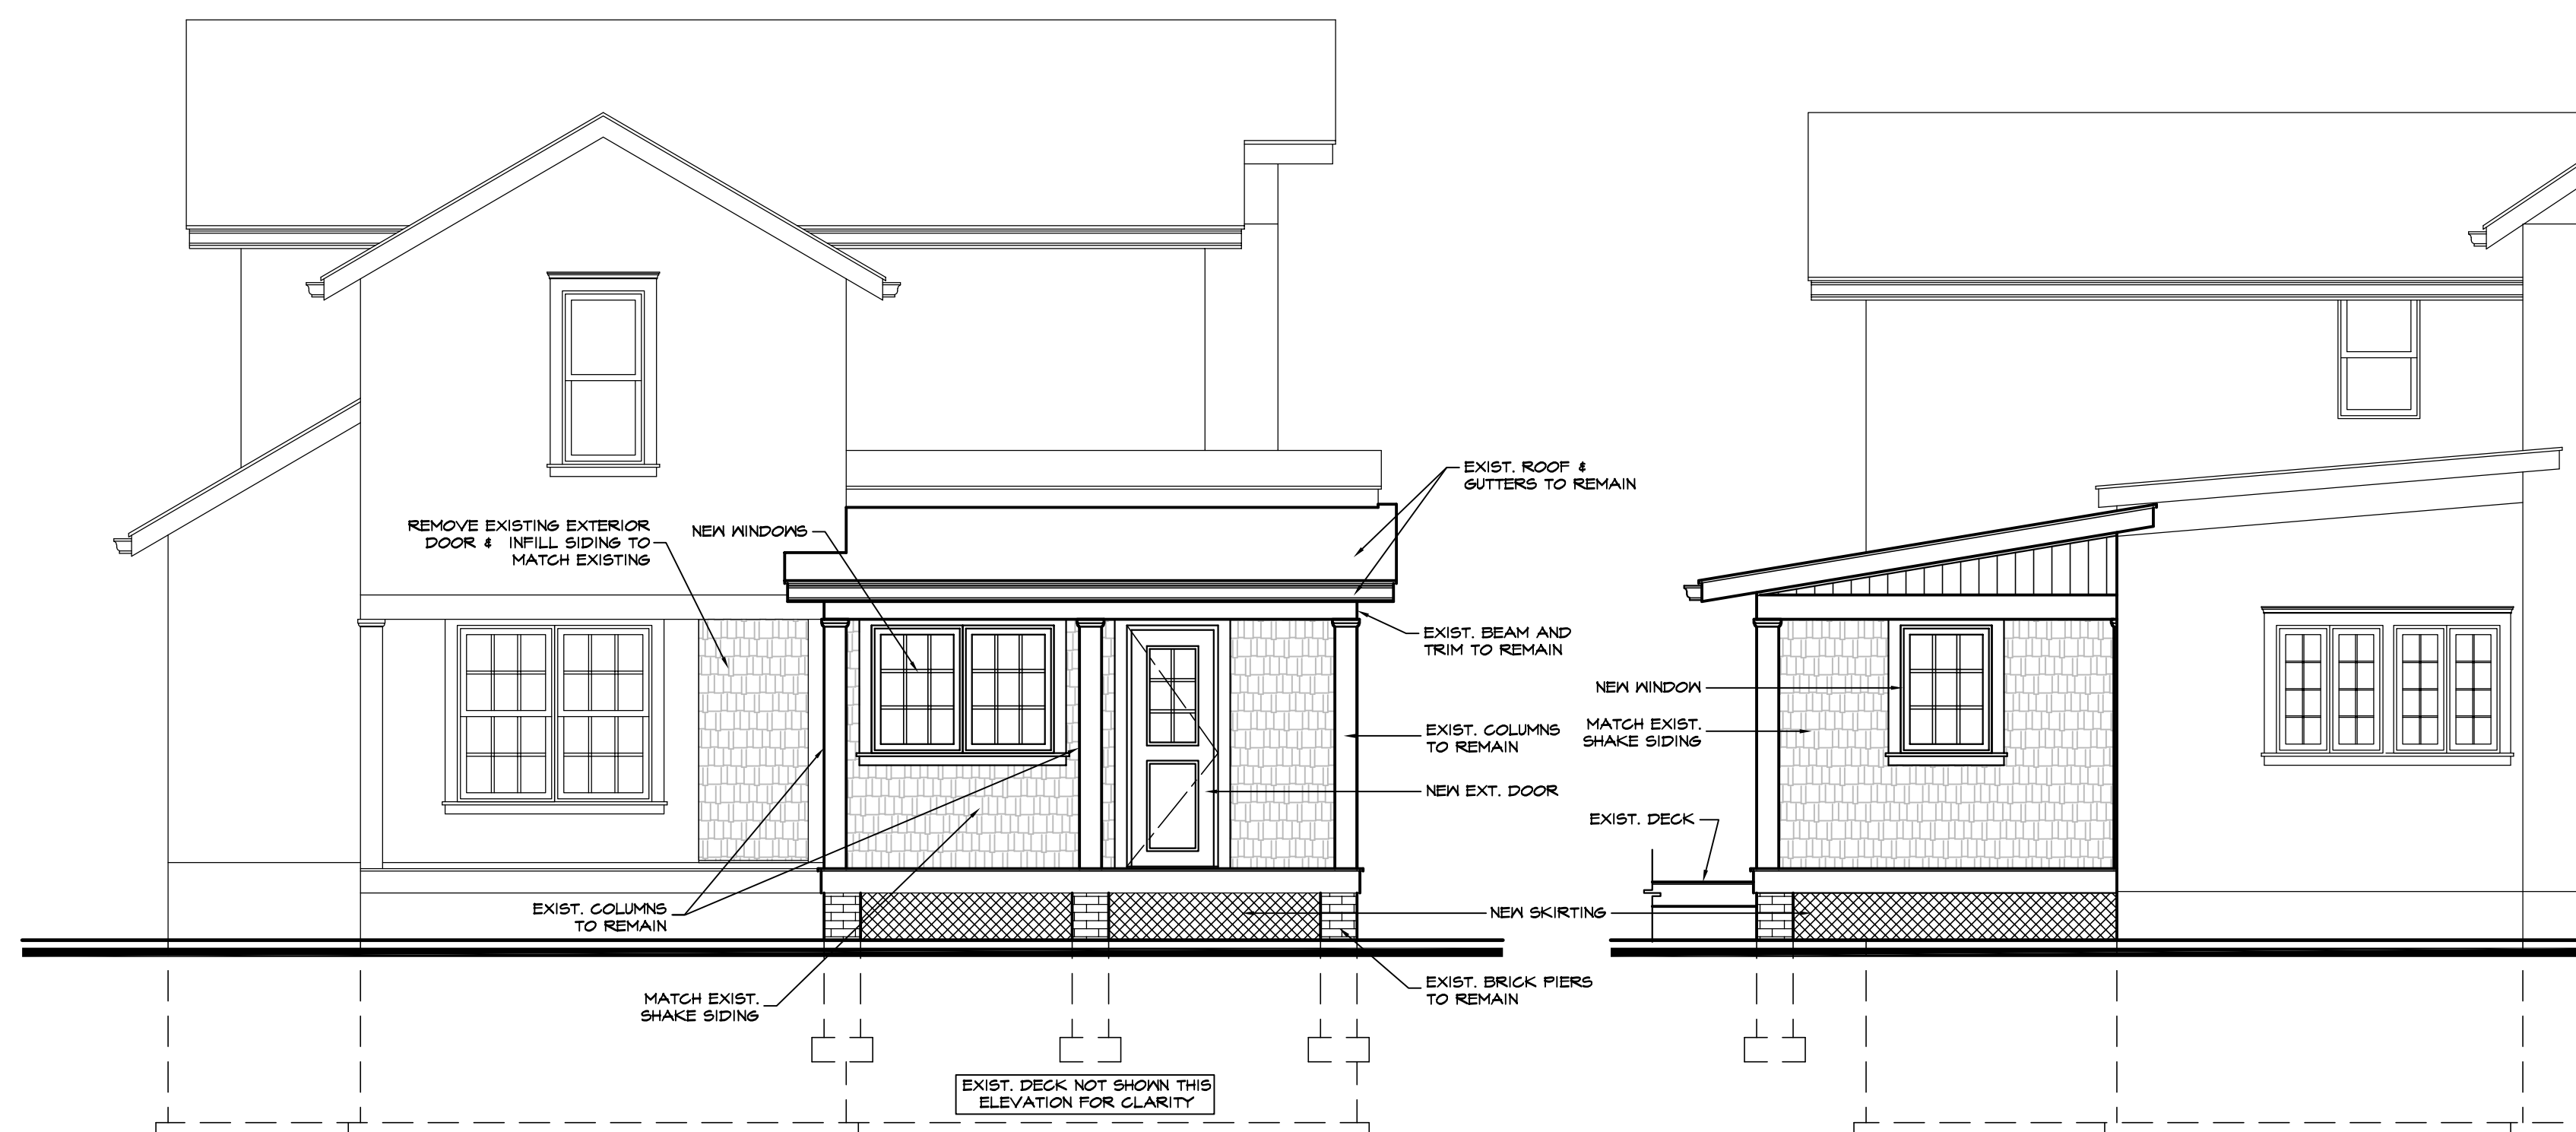 EXIST. ROOF &
GUTTERS TO REMAIN
REMOVE EXISTING EXTERIOR
DOOR & INFILL SIDING TO
MATCH EXISTING
NEW WINDOWS
EXIST. BEAM AND
TRIM TO REMAIN
NEW WINDOW
MATCH EXIST.
SHAKE SIDING
EXIST. COLUMNS
TO REMAIN
NEW EXT. DOOR
EXIST. DECK
EXIST. COLUMNS
TO REMAIN
NEW SKIRTING
EXIST. BRICK PIERS
TO REMAIN
MATCH EXIST.
SHAKE SIDING
EXIST. DECK NOT SHOWN THIS
ELEVATION FOR CLARITY